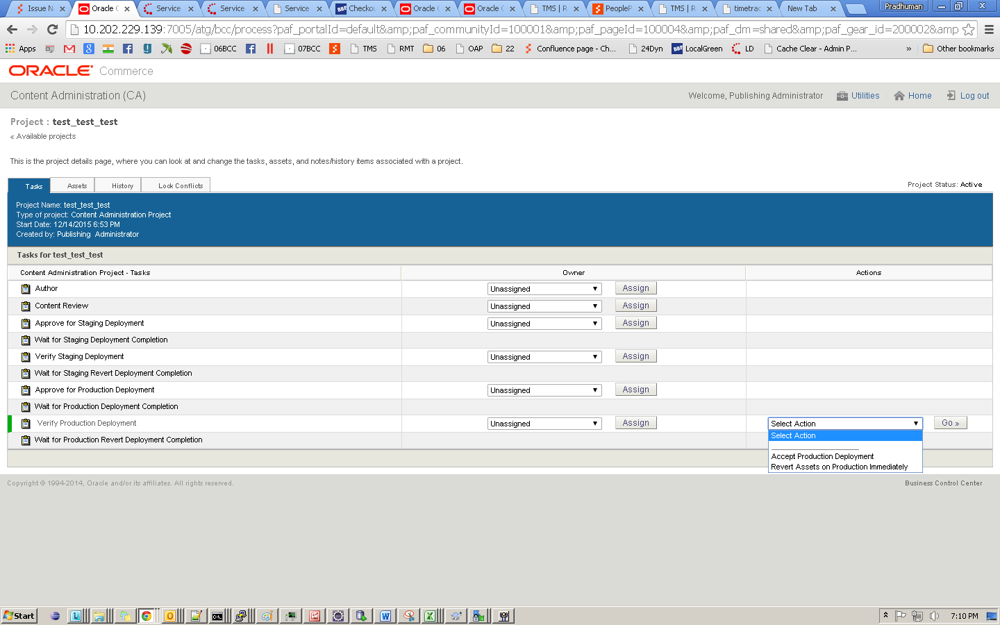 Issue N
Oracle C
Service
Service
Service
Checkou
Oracle C
Oracle C
TMS | R
PeopleP
TMS | R
timetrac
New Tab
Pradhuman
10.202.229.139:7005/atg/bcc/process?paf_portalId=default&amp;paf_communityId=100001&amp;paf_pageId=100004&amp;paf_dm=shared&amp;paf_gear_id=200002&amp
Apps 06BCC 07BCC TMS RMT 06 OAP 22 Confluence page - Ch... 24Dyn LocalGreen LD Cache Clear - Admin P... » Other bookmarks
ORACLE Commerce
Content Administration (CA) Welcome, Publishing Administrator Utilities Home Log out
Project : test_test_test
« Available projects
This is the project details page, where you can look at and change the tasks, assets, and notes/history items associated with a project.
Tasks Assets History Lock Conflicts Project Status: Active
Project Name: test_test_test
Type of project: Content Administration Project
Start Date: 12/14/2015 6:53 PM
Created by: Publishing Administrator
Tasks for test_test_test
Content Administration Project - Tasks Owner Actions
Author Unassigned Assign
Content Review Unassigned Assign
Approve for Staging Deployment Unassigned Assign
Wait for Staging Deployment Completion
Verify Staging Deployment Unassigned Assign
Wait for Staging Revert Deployment Completion
Approve for Production Deployment Unassigned Assign
Wait for Production Deployment Completion
Verify Production Deployment Unassigned Assign Select Action Go »
Select Action
Wait for Production Revert Deployment Completion
Accept Production Deployment
Revert Assets on Production Immediately
Copyright © 1994-2014, Oracle and/or its affiliates. All rights reserved. Business Control Center
Start 7:10 PM